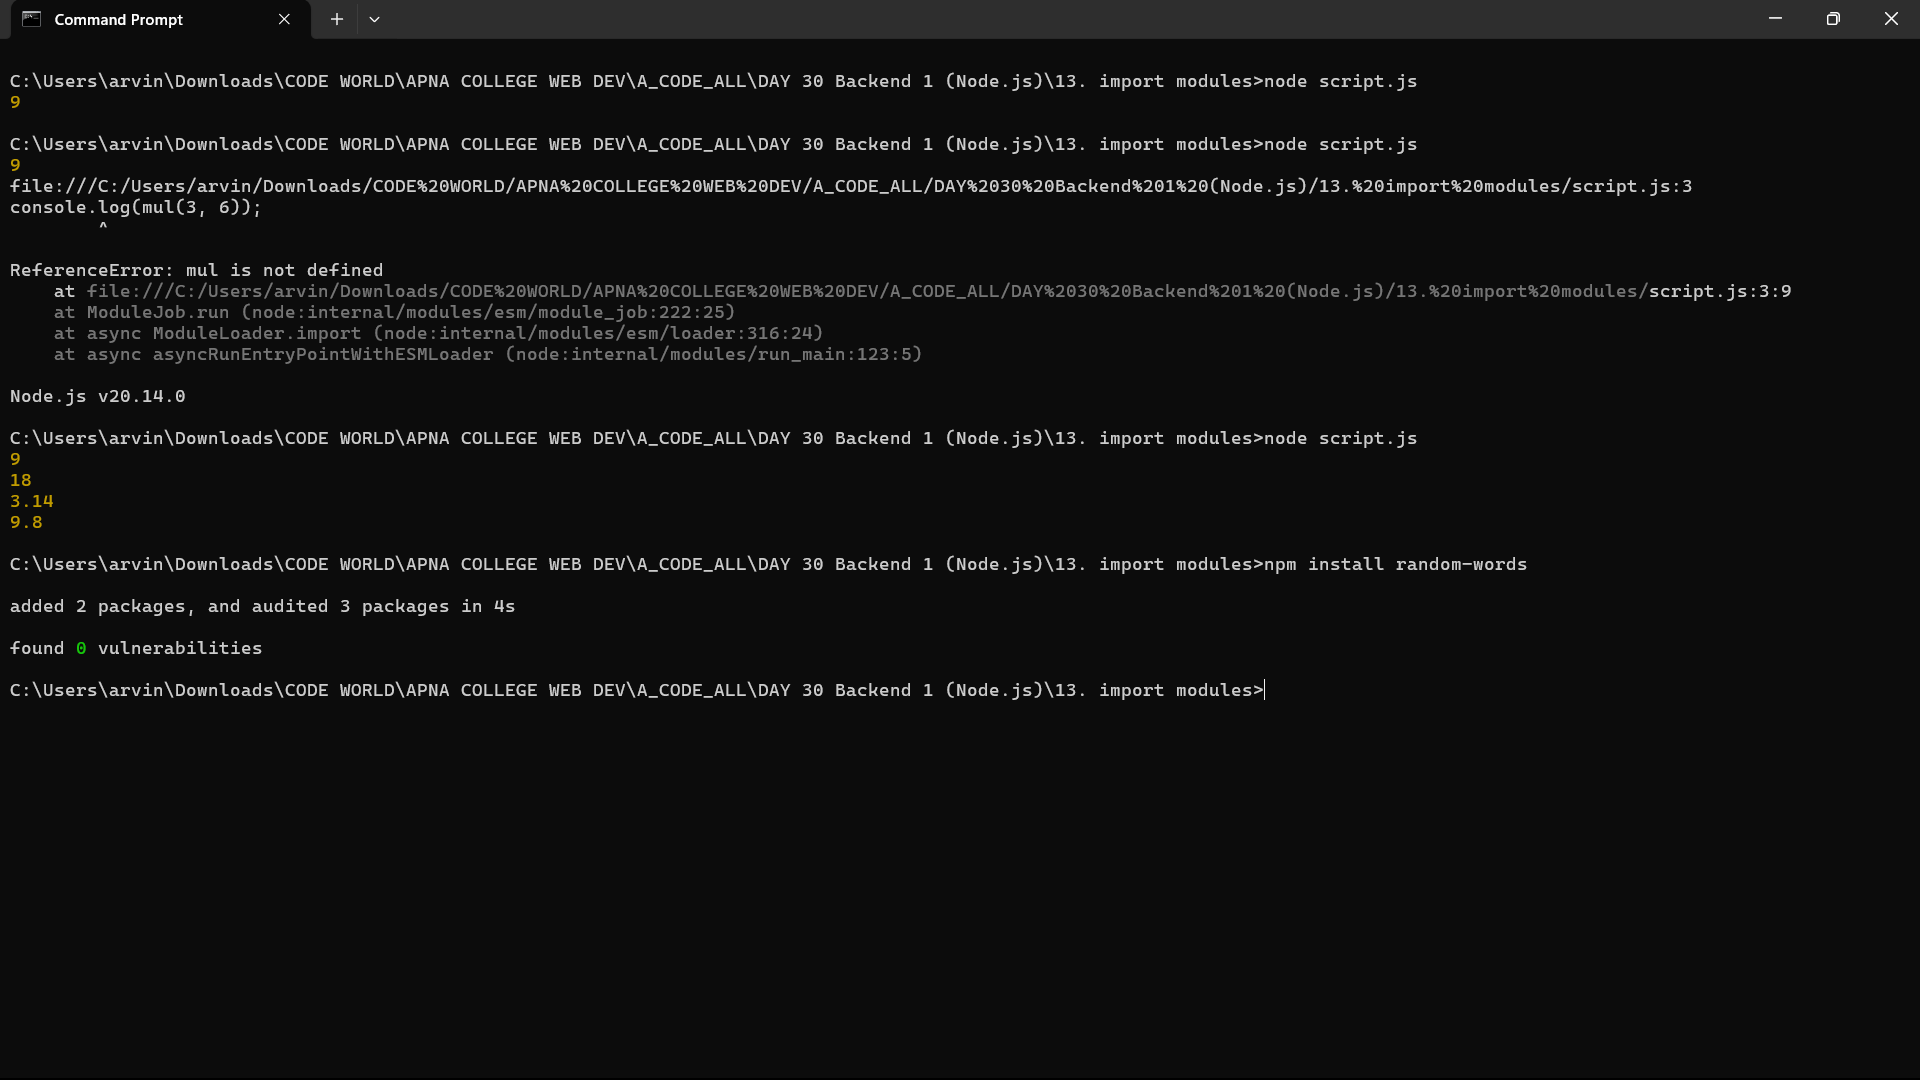 Command Prompt
C:\Users\arvin\Downloads\CODE WORLD\APNA COLLEGE WEB DEV\A_CODE_ALL\DAY 30 Backend 1 (Node.js)\13. import modules>node script.js
9
C:\Users\arvin\Downloads\CODE WORLD\APNA COLLEGE WEB DEV\A_CODE_ALL\DAY 30 Backend 1 (Node.js)\13. import modules>node script.js
9
file:///C:/Users/arvin/Downloads/CODE%20WORLD/APNA%20COLLEGE%20WEB%20DEV/A_CODE_ALL/DAY%2030%20Backend%201%20(Node.js)/13.%20import%20modules/script.js:3
console.log(mul(3, 6));
^
ReferenceError: mul is not defined
at file:///C:/Users/arvin/Downloads/CODE%20WORLD/APNA%20COLLEGE%20WEB%20DEV/A_CODE_ALL/DAY%2030%20Backend%201%20(Node.js)/13.%20import%20modules/script.js:3:9
at ModuleJob.run (node:internal/modules/esm/module_job:222:25)
at async ModuleLoader.import (node:internal/modules/esm/loader:316:24)
at async asyncRunEntryPointWithESMLoader (node:internal/modules/run_main:123:5)
Node.js v20.14.0
C:\Users\arvin\Downloads\CODE WORLD\APNA COLLEGE WEB DEV\A_CODE_ALL\DAY 30 Backend 1 (Node.js)\13. import modules>node script.js
9
18
3.14
9.8
C:\Users\arvin\Downloads\CODE WORLD\APNA COLLEGE WEB DEV\A_CODE_ALL\DAY 30 Backend 1 (Node.js)\13. import modules>npm install random-words
added 2 packages, and audited 3 packages in 4s
found 0 vulnerabilities
C:\Users\arvin\Downloads\CODE WORLD\APNA COLLEGE WEB DEV\A_CODE_ALL\DAY 30 Backend 1 (Node.js)\13. import modules>